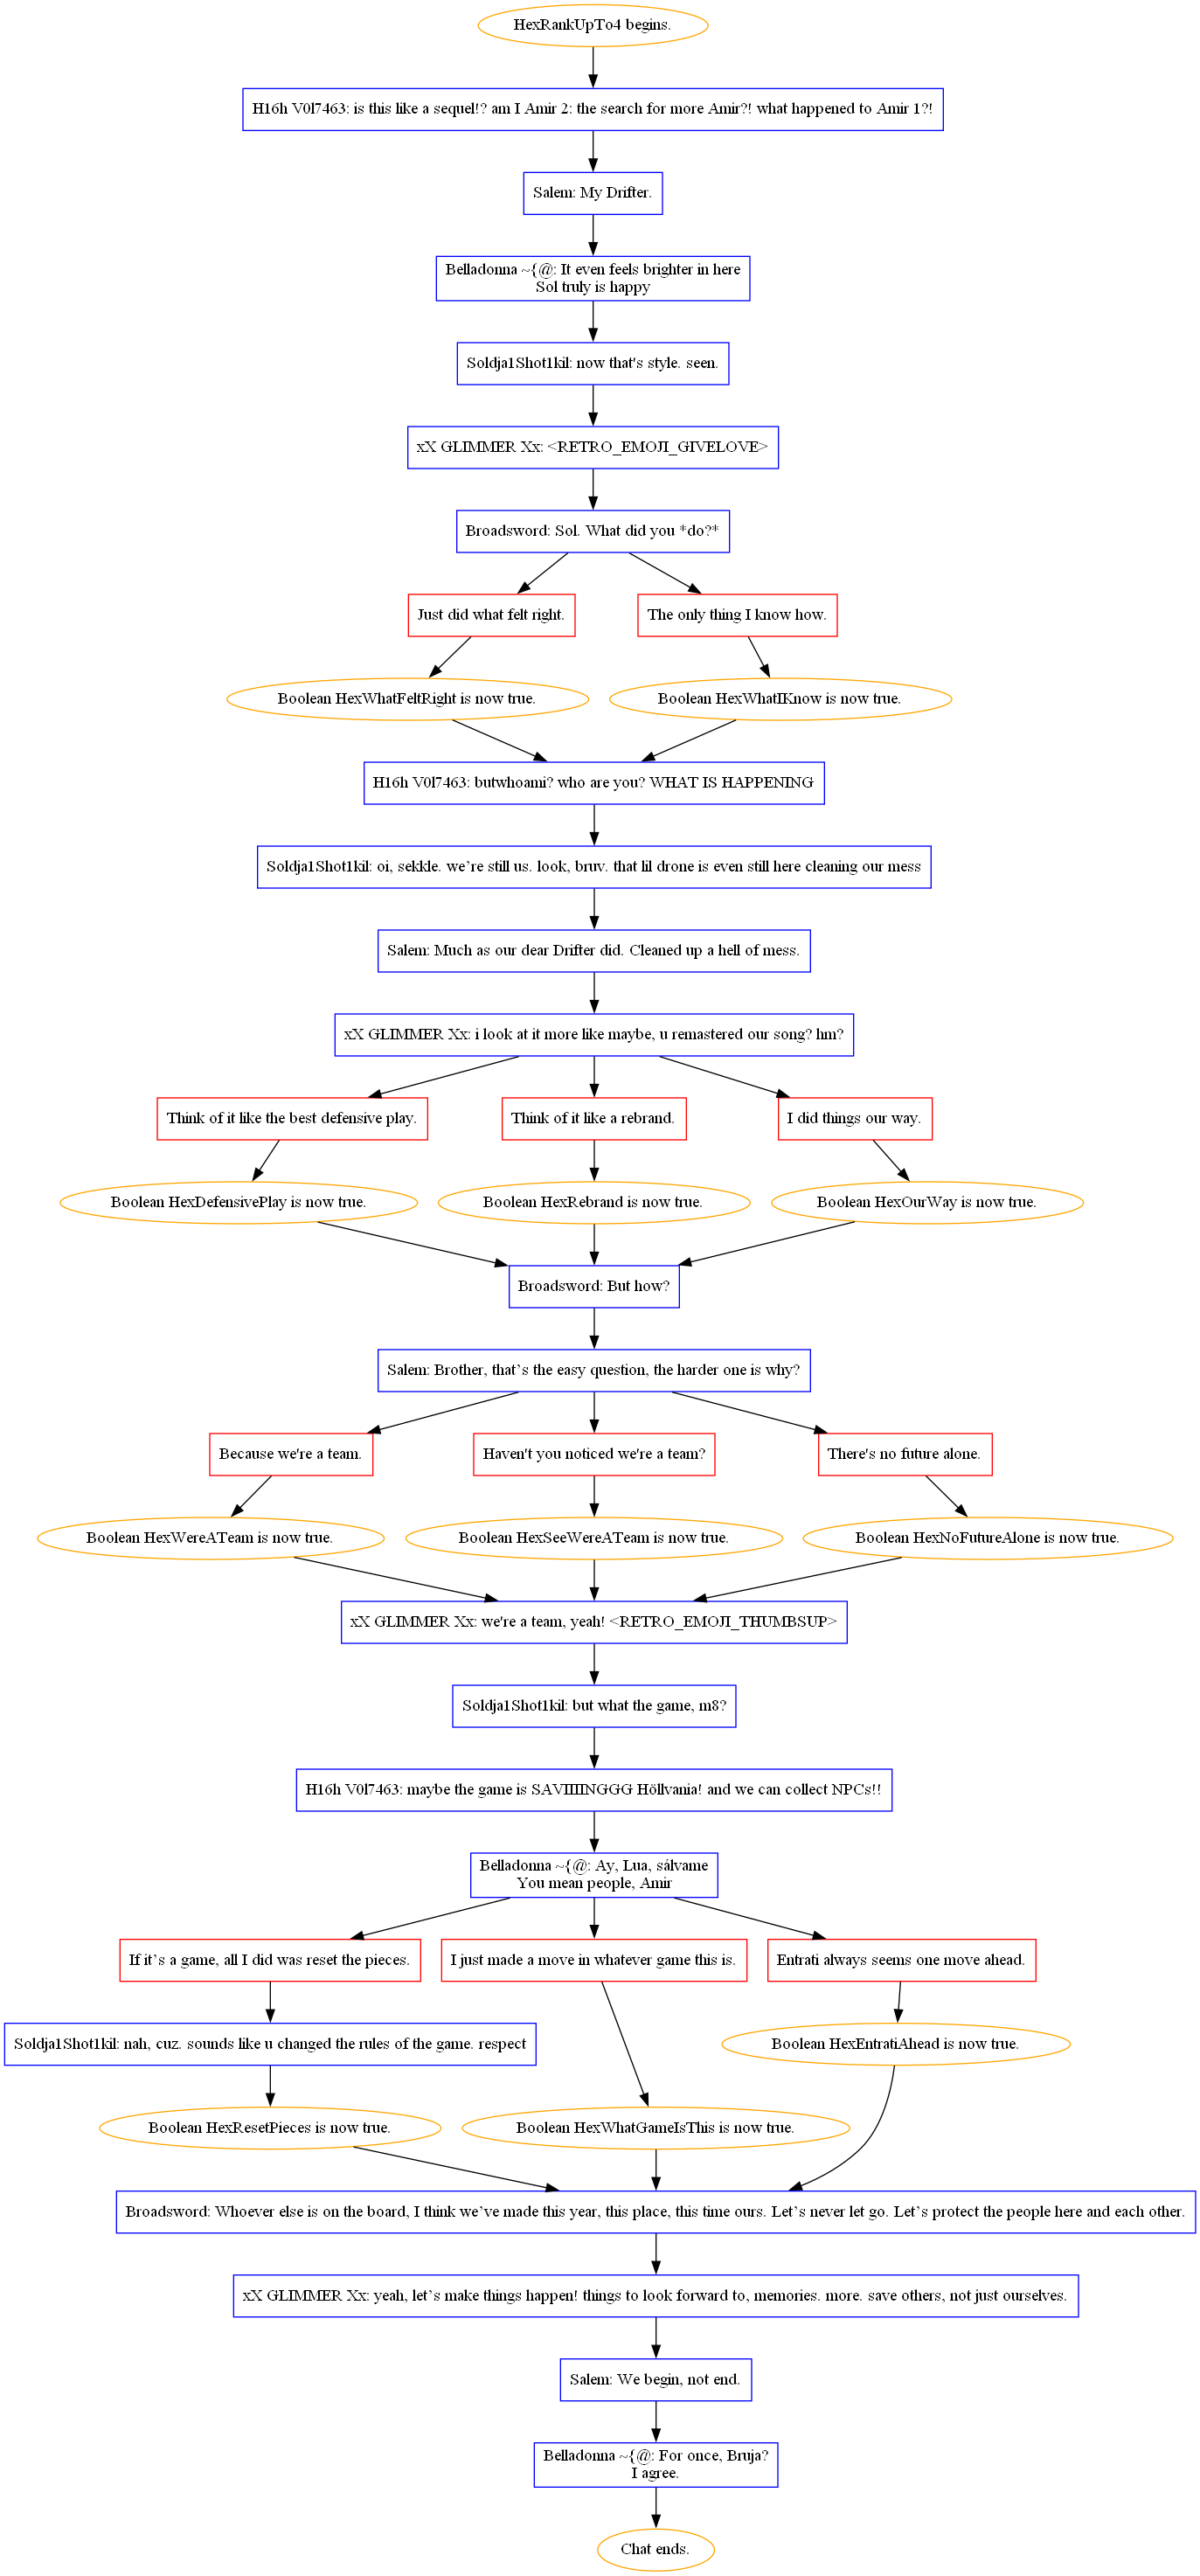 HexRankUpTo4 begins.
H16h V0l7463: is this like a sequel!? am I Amir 2: the search for more Amir?! what happened to Amir 1?!
Salem: My Drifter.
Belladonna ~{@: It even feels brighter in here
Sol truly is happy
Soldja1Shot1kil: now that's style. seen.
xX GLIMMER Xx: <RETRO_EMOJI_GIVELOVE>
Broadsword: Sol. What did you *do?*
Just did what felt right.
The only thing I know how.
Boolean HexWhatFeltRight is now true.
Boolean HexWhatIKnow is now true.
H16h V0l7463: butwhoami? who are you? WHAT IS HAPPENING
Soldja1Shot1kil: oi, sekkle. we’re still us. look, bruv. that lil drone is even still here cleaning our mess
Salem: Much as our dear Drifter did. Cleaned up a hell of mess.
xX GLIMMER Xx: i look at it more like maybe, u remastered our song? hm?
Think of it like the best defensive play.
Think of it like a rebrand.
I did things our way.
Boolean HexDefensivePlay is now true.
Boolean HexRebrand is now true.
Boolean HexOurWay is now true.
Broadsword: But how?
Salem: Brother, that’s the easy question, the harder one is why?
Because we're a team.
Haven't you noticed we're a team?
There's no future alone.
Boolean HexWereATeam is now true.
Boolean HexSeeWereATeam is now true.
Boolean HexNoFutureAlone is now true.
xX GLIMMER Xx: we're a team, yeah! <RETRO_EMOJI_THUMBSUP>
Soldja1Shot1kil: but what the game, m8?
H16h V0l7463: maybe the game is SAVIIIINGGG Höllvania! and we can collect NPCs!!
Belladonna ~{@: Ay, Lua, sálvame
You mean people, Amir
If it’s a game, all I did was reset the pieces.
I just made a move in whatever game this is.
Entrati always seems one move ahead.
Soldja1Shot1kil: nah, cuz. sounds like u changed the rules of the game. respect
Boolean HexEntratiAhead is now true.
Boolean HexResetPieces is now true.
Boolean HexWhatGameIsThis is now true.
Broadsword: Whoever else is on the board, I think we’ve made this year, this place, this time ours. Let’s never let go. Let’s protect the people here and each other.
xX GLIMMER Xx: yeah, let’s make things happen! things to look forward to, memories. more. save others, not just ourselves.
Salem: We begin, not end.
Belladonna ~{@: For once, Bruja?
I agree.
Chat ends.